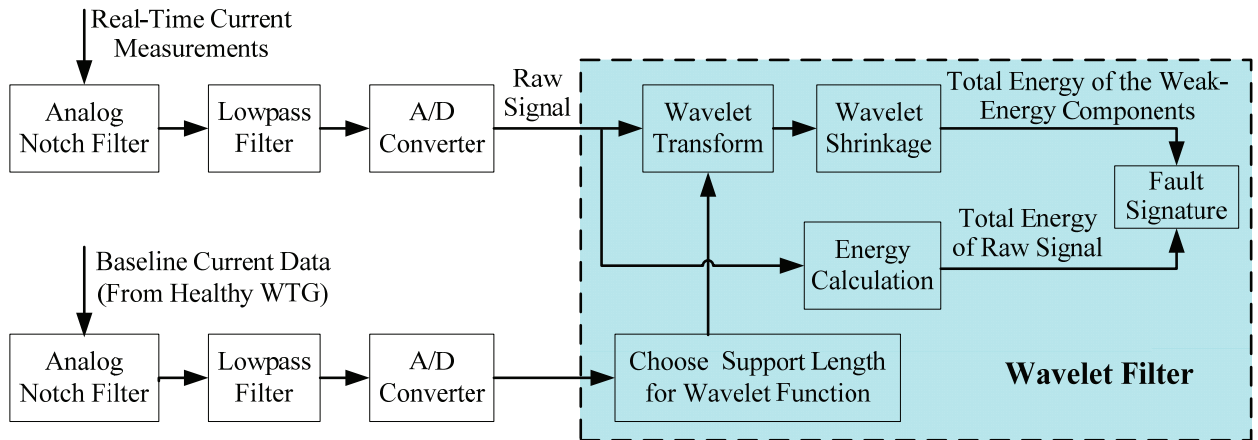 Real-Time Current
Measurements
Analog
Notch Filter
Lowpass
Filter
A/D
Converter
Raw
Signal
Wavelet
Transform
Wavelet
Shrinkage
Total Energy of the Weak-
Energy Components
Fault
Signature
Energy
Calculation
Total Energy
of Raw Signal
Baseline Current Data
(From Healthy WTG)
Analog
Notch Filter
Lowpass
Filter
A/D
Converter
Choose Support Length
for Wavelet Function
Wavelet Filter